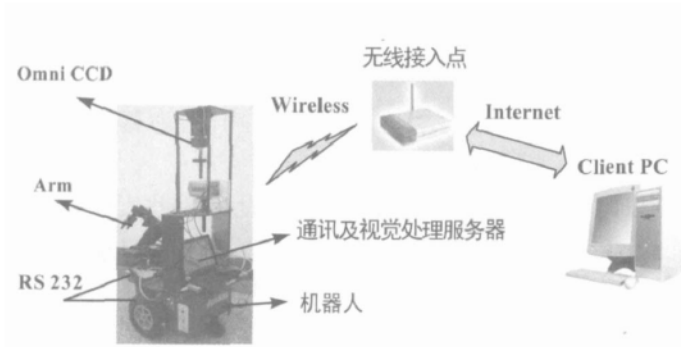 无线接入点
Omni CCD
Wireless
Internet
Client PC
Arm
通讯及视觉处理服务器
RS 232
机器人